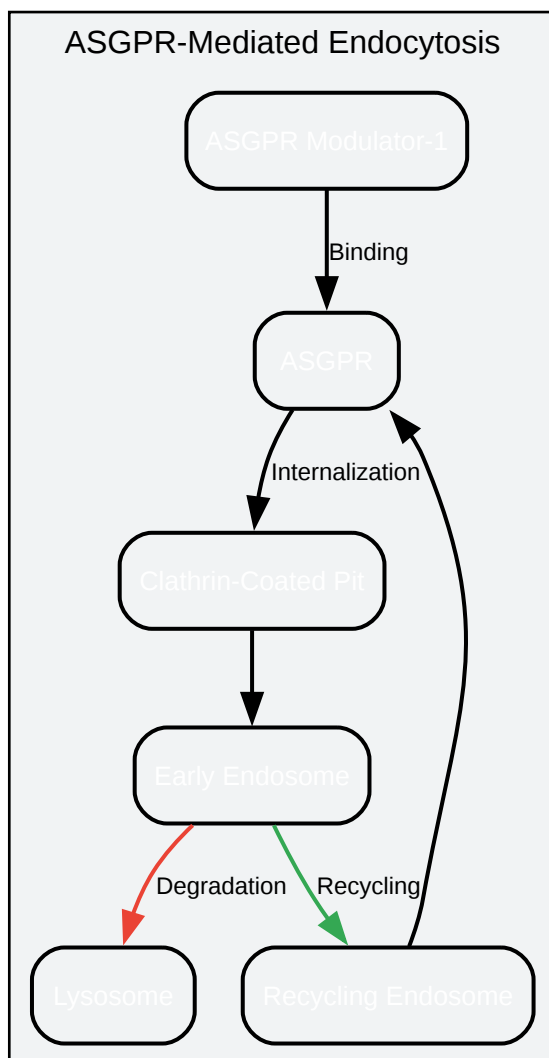 ASGPR-Mediated Endocytosis
ASGPR Modulator-1
Binding
ASGPR
Internalization
Clathrin-Coated Pit
Early Endosome
Degradation
Recycling
Lysosome
Recycling Endosome